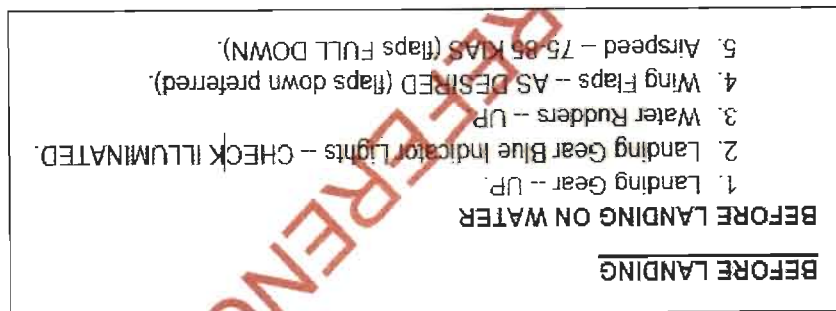 BEFORE LANDING
BEFORE LANDING ON WATER
1. Landing Gear -- UP.
2. Landing Gear Blue Indicator Lights -- CHECK ILLUMINATED.
3. Water Rudders -- UP.
4. Wing Flaps -- AS DESIRED (flaps down preferred).
5. Airspeed – 75-85 KIAS (flaps FULL DOWN).
REFERENC